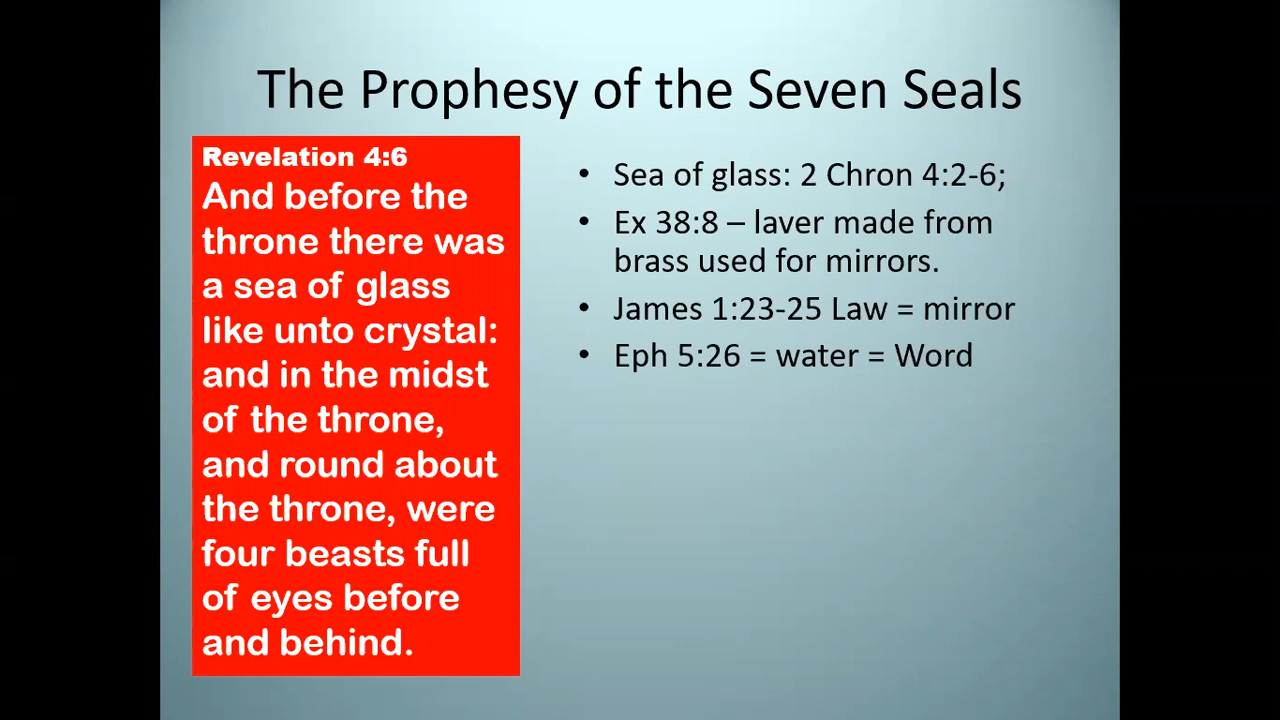 The Prophesy of the Seven Seals
Revelation 4:6
And before the
throne there was
a sea of glass
like unto crystal:
and in the midst
of the throne,
and round about
the throne, were
four beasts full
of eyes before
and behind.
• Sea of glass: 2 Chron 4:2-6;
• Ex 38:8 – laver made from
brass used for mirrors.
• James 1:23-25 Law = mirror
• Eph 5:26 = water = Word